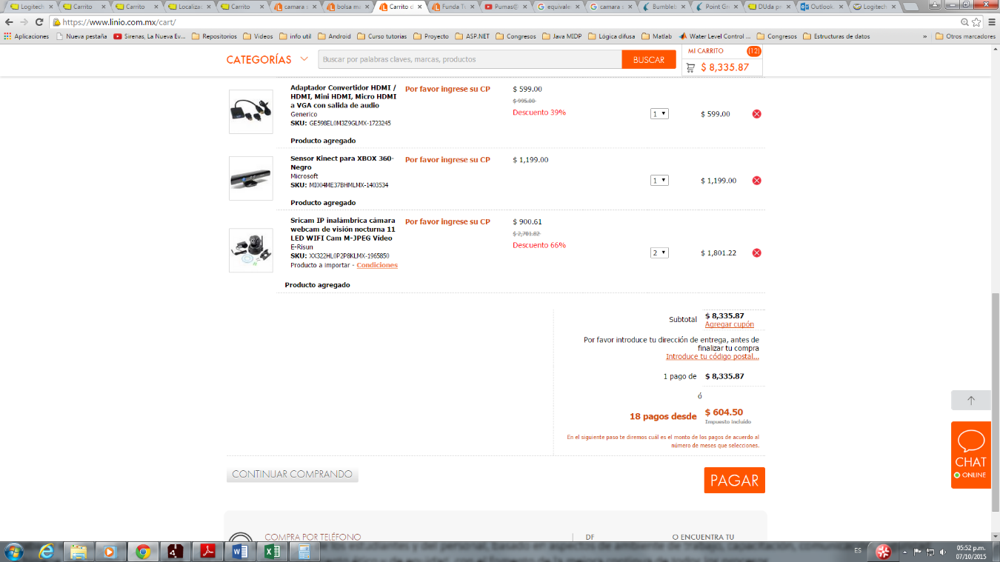 Logitech
Carrito
Carrito
Localiza
Carrito
camara s
bolsa ma
Carrito d
Funda Tu
Pumas®
equivale
camara s
Bumbleb
Point Gr
DUda p
Outlook.
Logitech
https://www.linio.com.mx/cart/
Aplicaciones
Nueva pestaña
Sirenas, La Nueva Ev...
Repositorios
Videos
info util
Android
Curso tutorias
Proyecto
ASP.NET
Congresos
Java MIDP
Lógica difusa
Matlab
Water Level Control ...
Congresos
Estructuras de datos
»
Otros marcadores
CATEGORÍAS
Buscar por palabras claves, marcas, productos
BUSCAR
MI CARRITO
(12)
$ 8,335.87
Adaptador Convertidor HDMI /
HDMI, Mini HDMI, Micro HDMI
a VGA con salida de audio
Generico
SKU: GE598EL0M3Z9GLMX-1723245
Producto agregado
Por favor ingrese su CP
$ 599.00
$ 995.00
Descuento 39%
1
$ 599.00
Sensor Kinect para XBOX 360-
Negro
Microsoft
SKU: MI004ME37BHMLMX-1403534
Producto agregado
Por favor ingrese su CP
$ 1,199.00
1
$ 1,199.00
Sricam IP inalámbrica cámara
webcam de visión nocturna 11
LED WIFI Cam M-JPEG Video
E-Risun
SKU: XX322HL0P2P8KLMX-1965850
Producto a importar - Condiciones
Producto agregado
Por favor ingrese su CP
$ 900.61
$ 2,701.82
Descuento 66%
2
$ 1,801.22
Subtotal
$ 8,335.87
Agregar cupón
Por favor introduce tu dirección de entrega, antes de
finalizar tu compra
Introduce tu código postal...
1 pago de
$ 8,335.87
ó
18 pagos desde
$ 604.50
Impuesto incluido
En el siguiente paso te diremos cuál es el monto de los pagos de acuerdo al
número de meses que selecciones.
CHAT
ONLINE
CONTINUAR COMPRANDO
PAGAR
COMPRA POR TELÉFONO
DF
O ENCUENTRA TU
ES
05:52 p.m.
07/10/2015